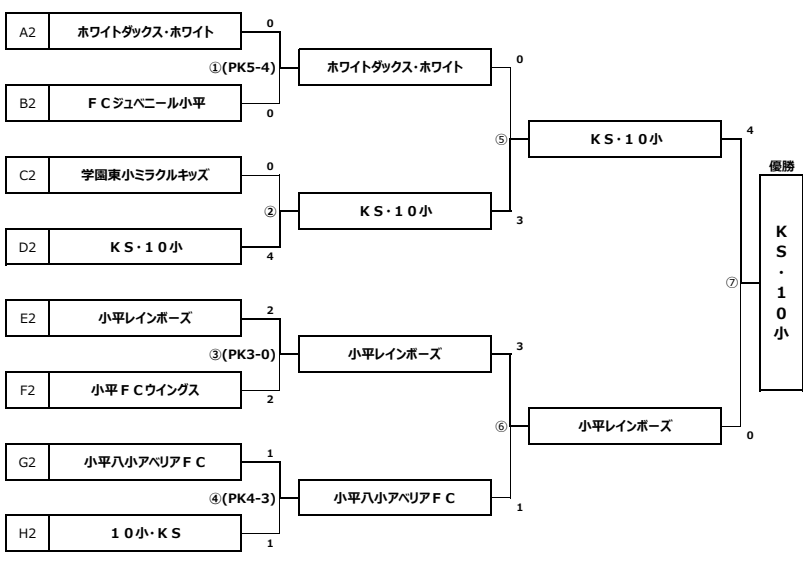 A2 ホワイトダックス・ホワイト
0
①(PK5-4)
ホワイトダックス・ホワイト
0
B2 ＦＣジュベニール小平
0
⑤
ＫＳ・１０小
4
C2 学園東小ミラクルキッズ
0
②
ＫＳ・１０小
3
D2 ＫＳ・１０小
4
優勝
ＫＳ・１０小
⑦
E2 小平レインボーズ
2
③(PK3-0)
小平レインボーズ
3
F2 小平ＦＣウイングス
2
⑥
小平レインボーズ
0
G2 小平八小アベリアＦＣ
1
④(PK4-3)
小平八小アベリアＦＣ
1
H2 １０小・ＫＳ
1